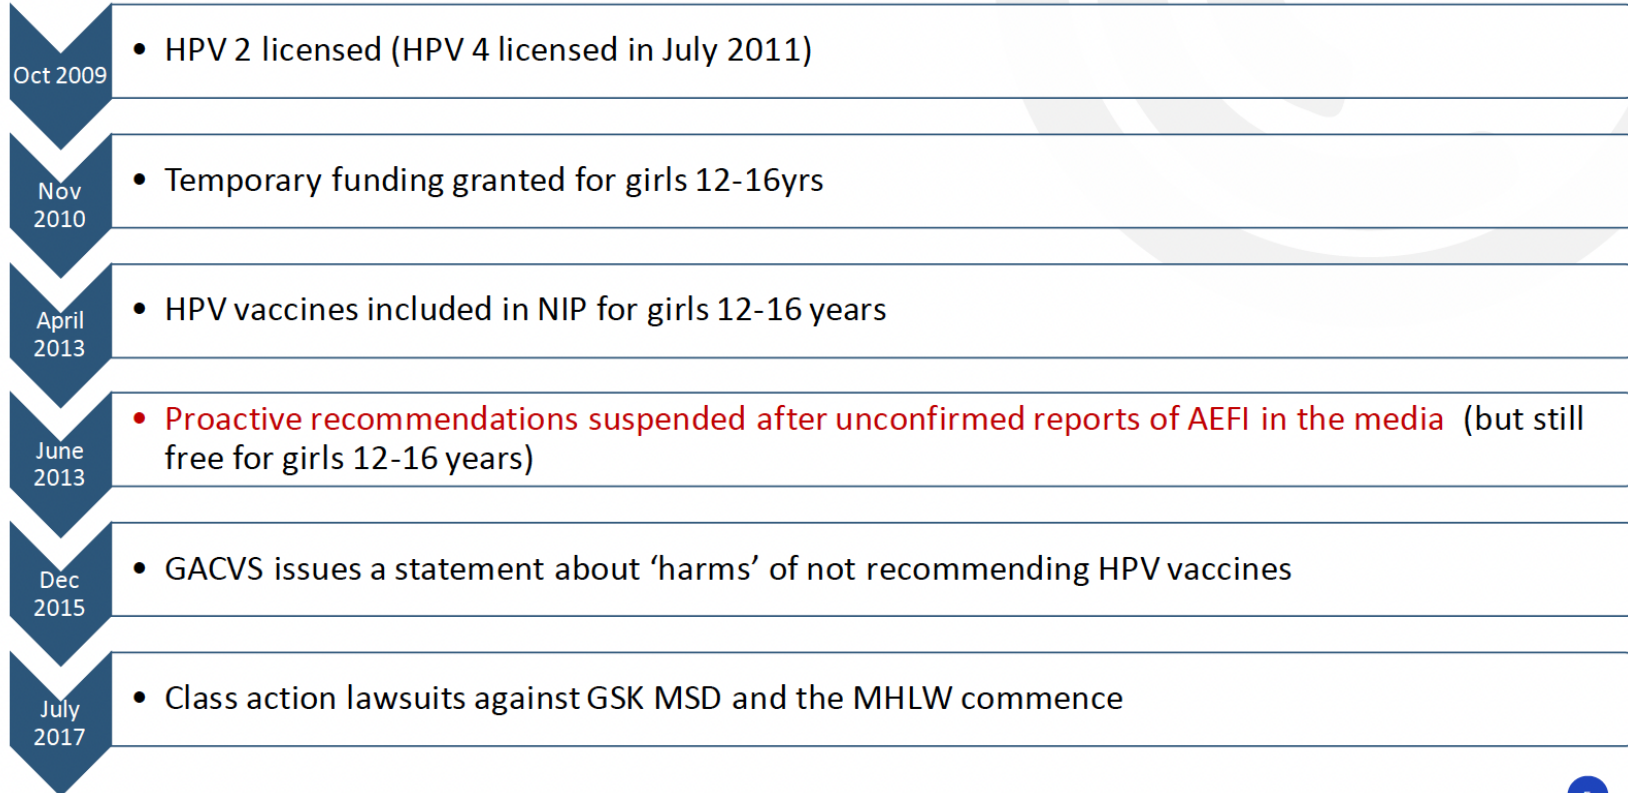 Oct 2009
• HPV 2 licensed (HPV 4 licensed in July 2011)
Nov
2010
• Temporary funding granted for girls 12-16yrs
April
2013
• HPV vaccines included in NIP for girls 12-16 years
June
2013
• Proactive recommendations suspended after unconfirmed reports of AEFI in the media (but still
free for girls 12-16 years)
Dec
2015
• GACVS issues a statement about ‘harms’ of not recommending HPV vaccines
July
2017
• Class action lawsuits against GSK MSD and the MHLW commence